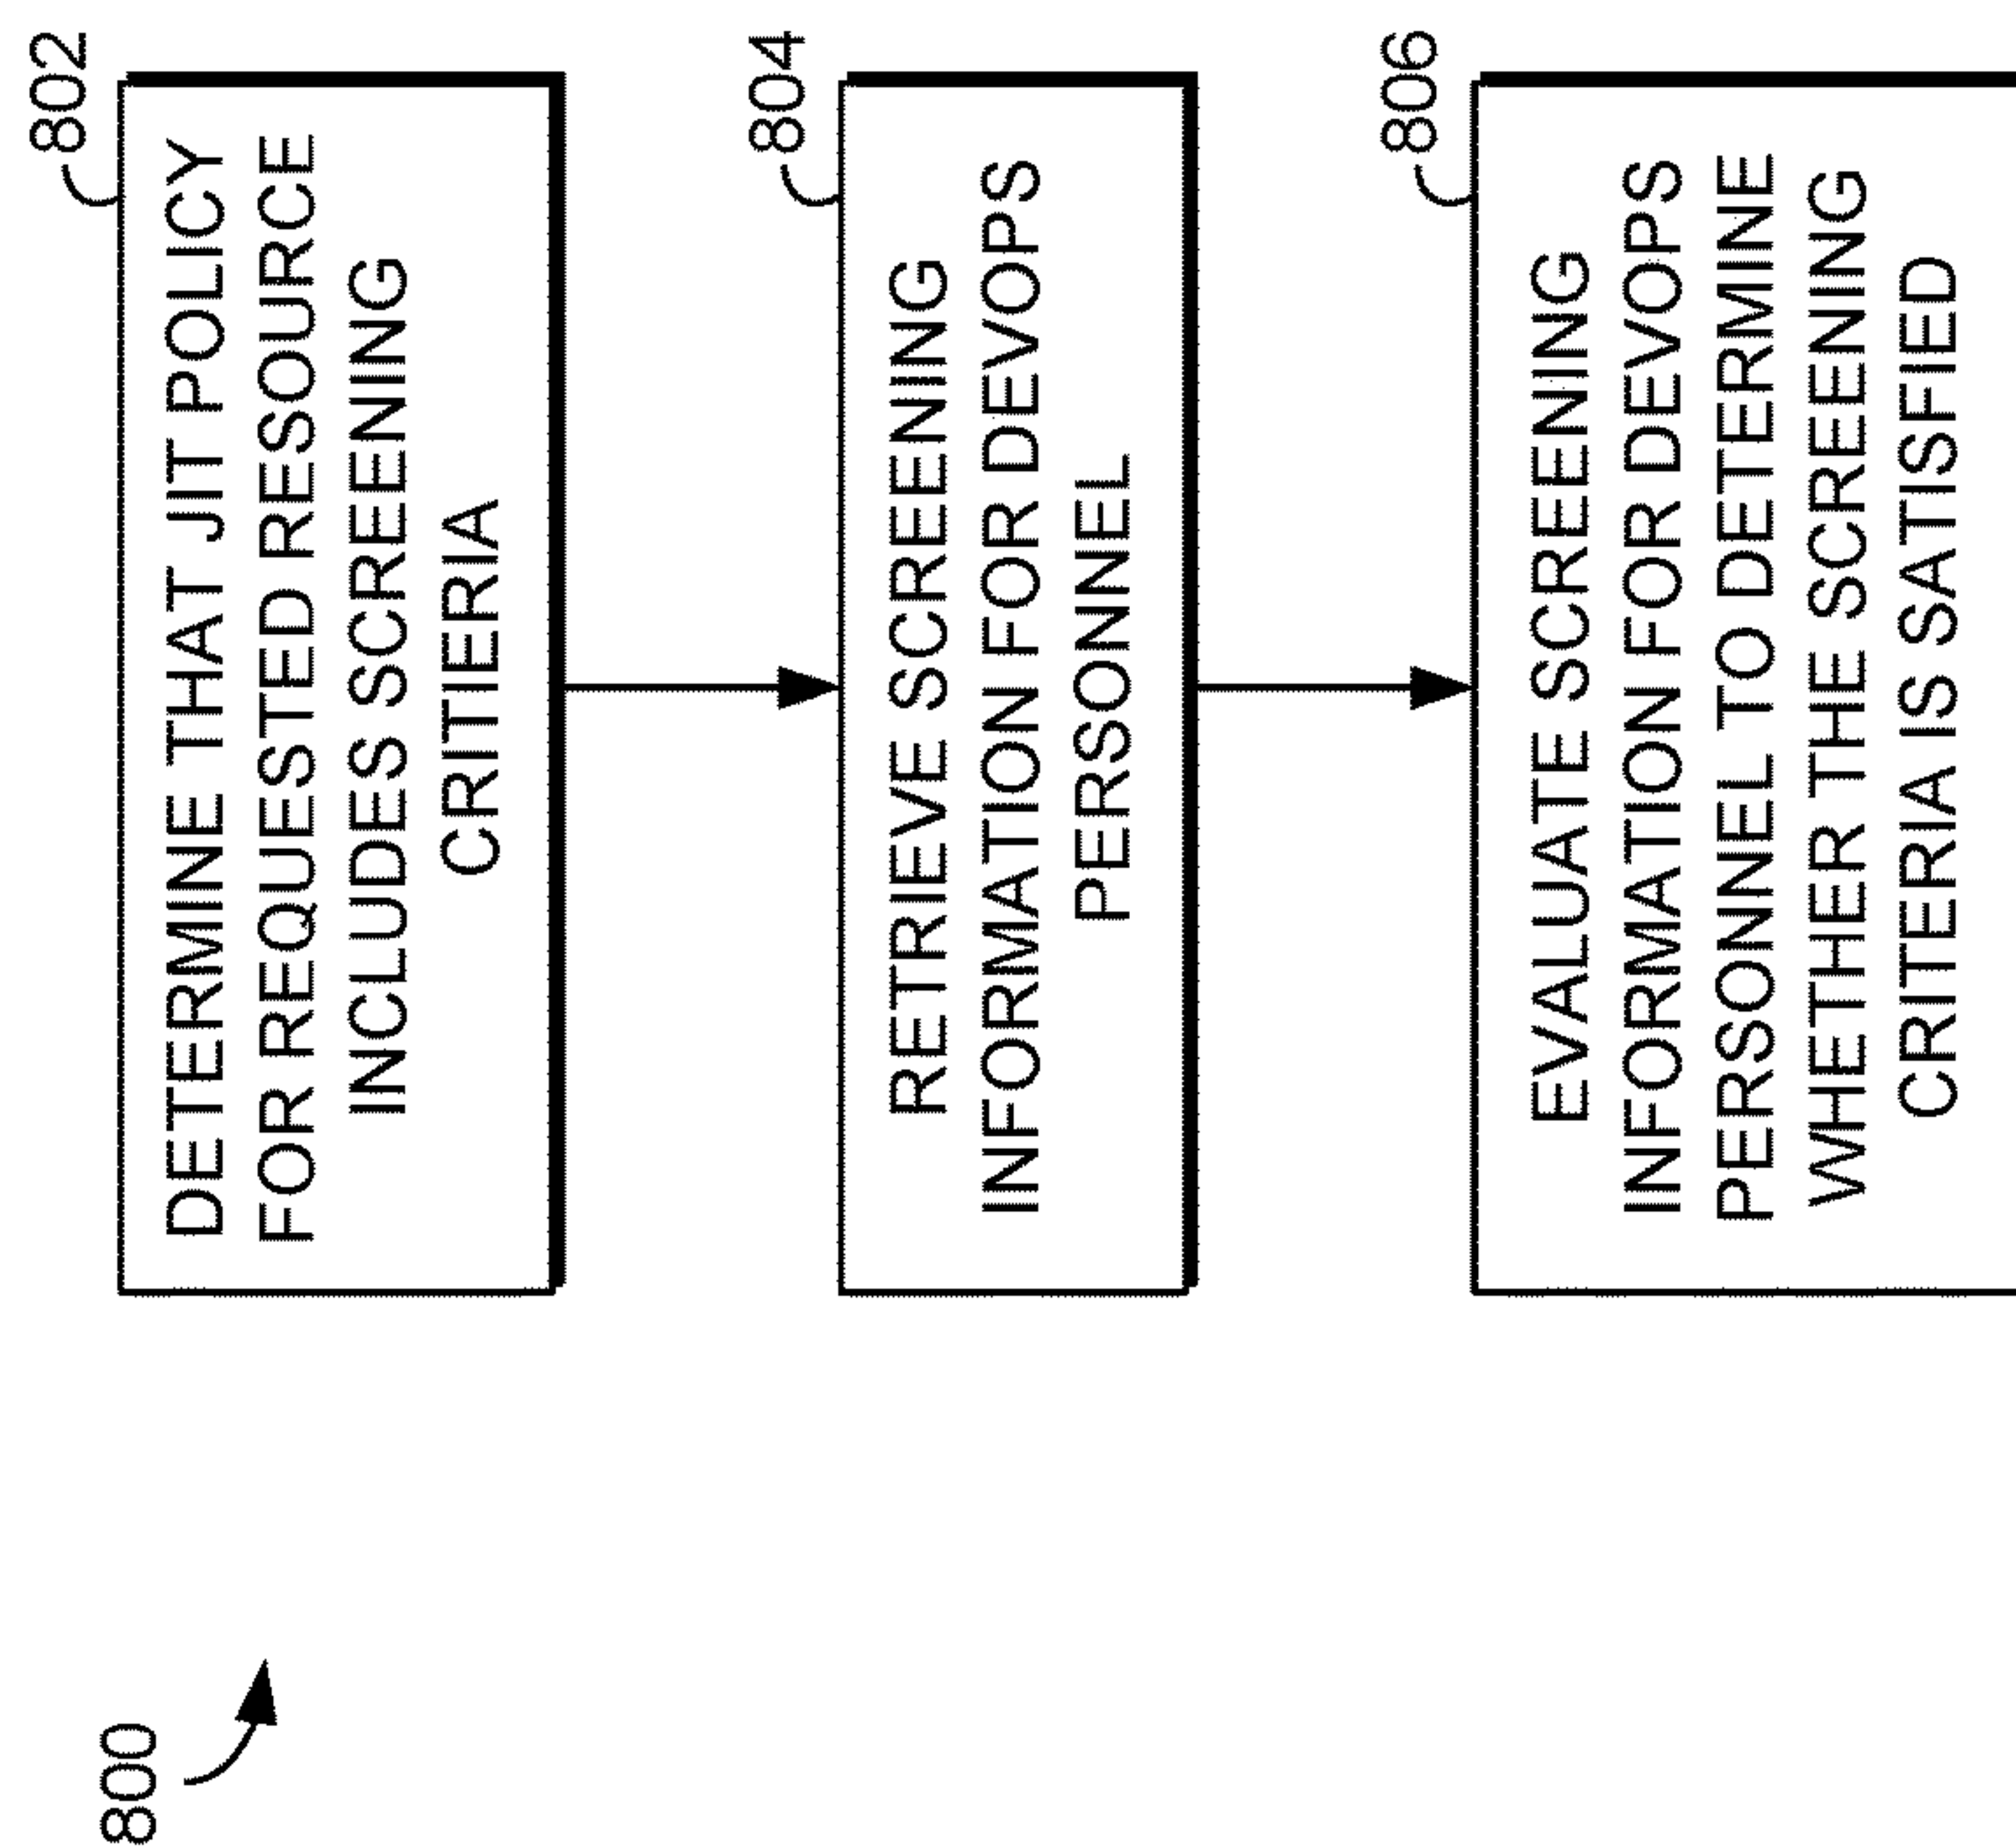 800
802
DETERMINE THAT JIT POLICY
FOR REQUESTED RESOURCE
INCLUDES SCREENING
CRITIERIA
804
RETRIEVE SCREENING
INFORMATION FOR DEVOPS
PERSONNEL
806
EVALUATE SCREENING
INFORMATION FOR DEVOPS
PERSONNEL TO DETERMINE
WHETHER THE SCREENING
CRITERIA IS SATISFIED